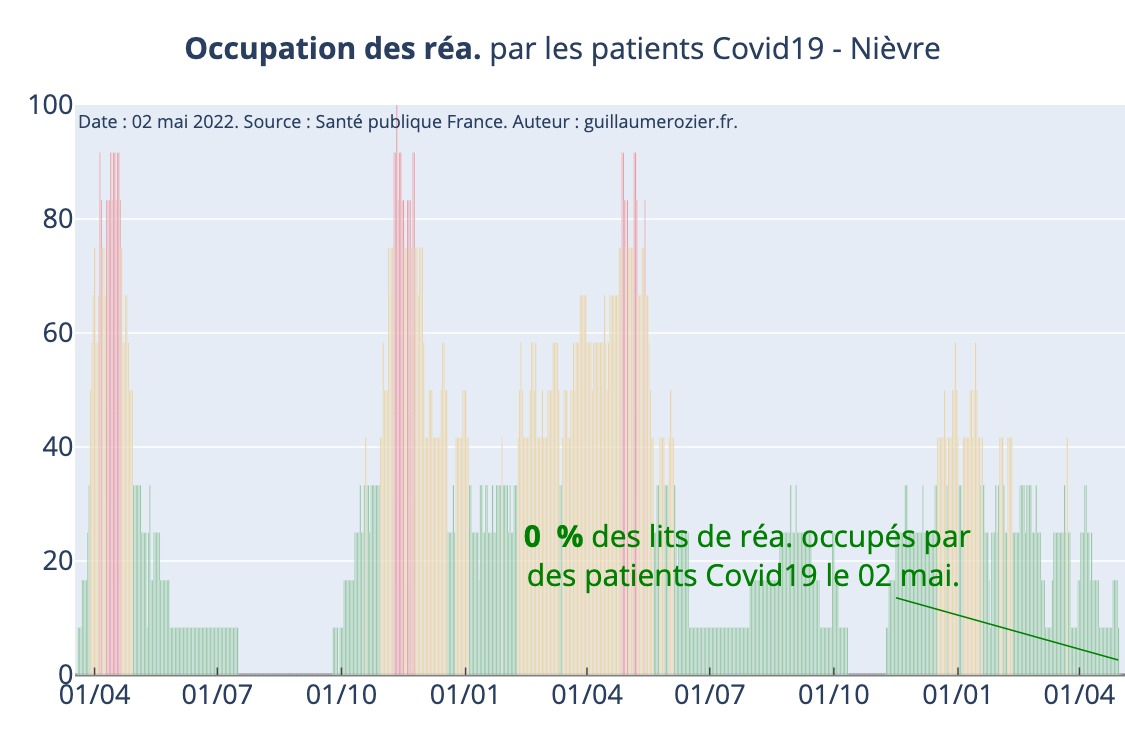 Occupation des réa. par les patients Covid19 - Nièvre
100
Date : 02 mai 2022. Source : Santé publique France. Auteur : guillaumerozier.fr.
80
60
40
0 % des lits de réa. occupés par
20
des patients Covid19 le 02 mai.
0
01/04 01/07 01/10 01/01 01/04 01/07 01/10 01/01 01/04